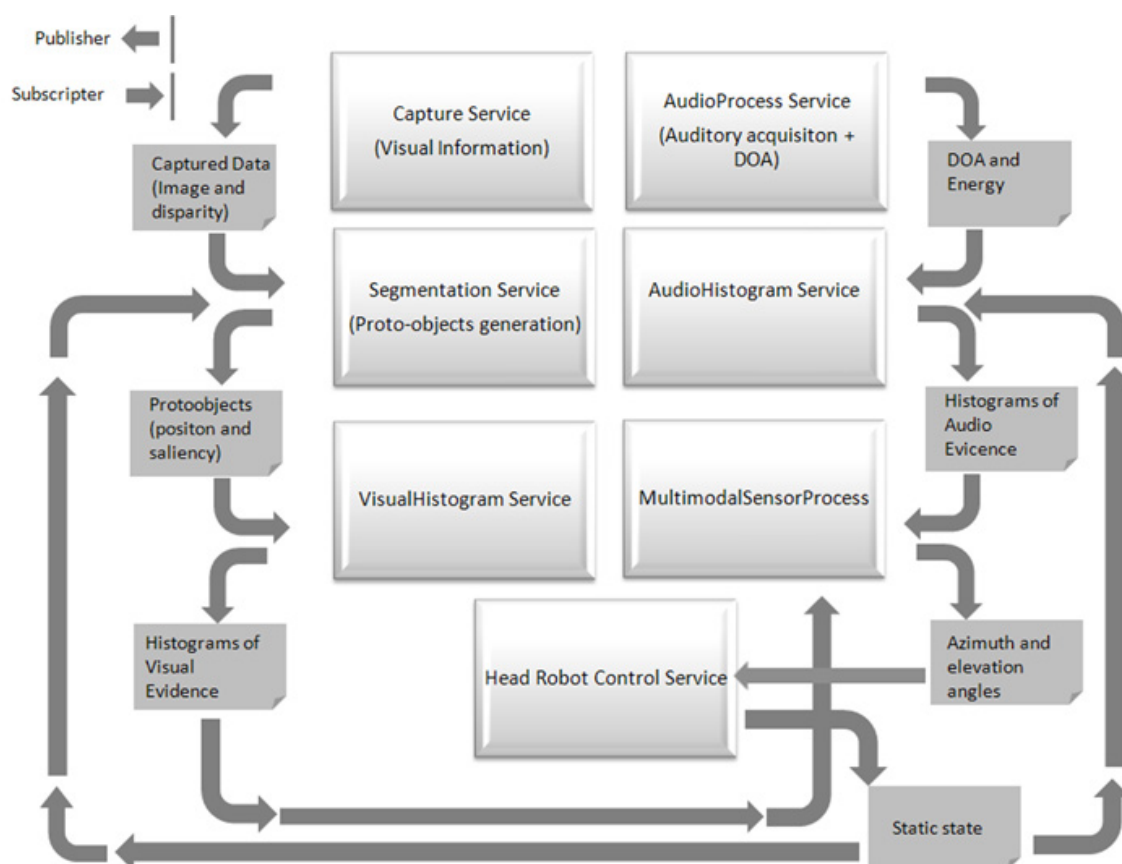 Publisher
Subscripter
Capture Service
(Visual Information)
AudioProcess Service
(Auditory acquisiton +
DOA)
Captured Data
(Image and
disparity)
DOA and
Energy
Segmentation Service
(Proto-objects generation)
AudioHistogram Service
Protoobjects
(positon and
saliency)
Histograms of
Audio
Evicence
VisualHistogram Service
MultimodalSensorProcess
Histograms of
Visual
Evidence
Head Robot Control Service
Azimuth and
elevation
angles
Static state